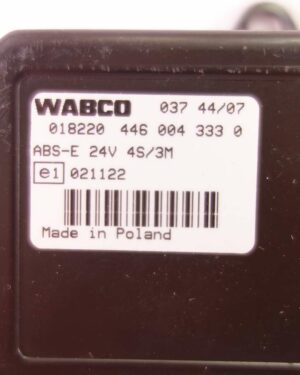 WABCO 037 44/07
018220 446 004 333 0
ABS-E 24V 4S/3M
e1 021122
Made in Poland